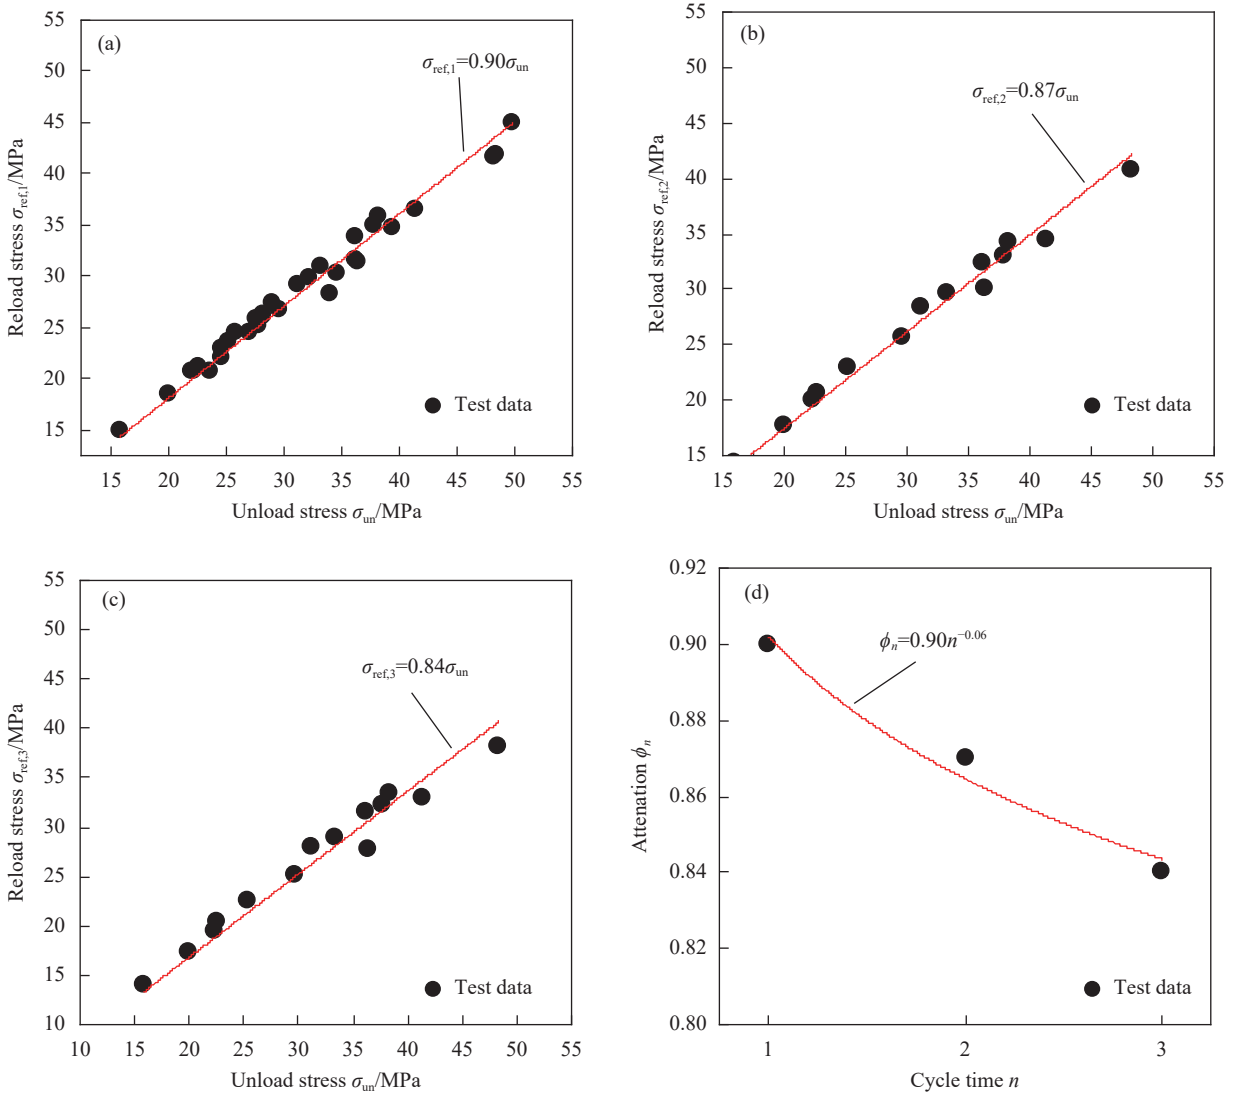 (a)
σref,1=0.90σun
Test data
Reload stress σref,1/MPa
55
50
45
40
35
30
25
20
15
15 20 25 30 35 40 45 50 55
Unload stress σun/MPa
(b)
σref,2=0.87σun
Test data
Reload stress σref,2/MPa
55
50
45
40
35
30
25
20
15
15 20 25 30 35 40 45 50 55
Unload stress σun/MPa
(c)
σref,3=0.84σun
Test data
Reload stress σref,3/MPa
55
50
45
40
35
30
25
20
15
10
10 15 20 25 30 35 40 45 50 55
Unload stress σun/MPa
(d)
ϕn=0.90n−0.06
Test data
Attenation ϕn
0.92
0.90
0.88
0.86
0.84
0.82
0.80
1 2 3
Cycle time n